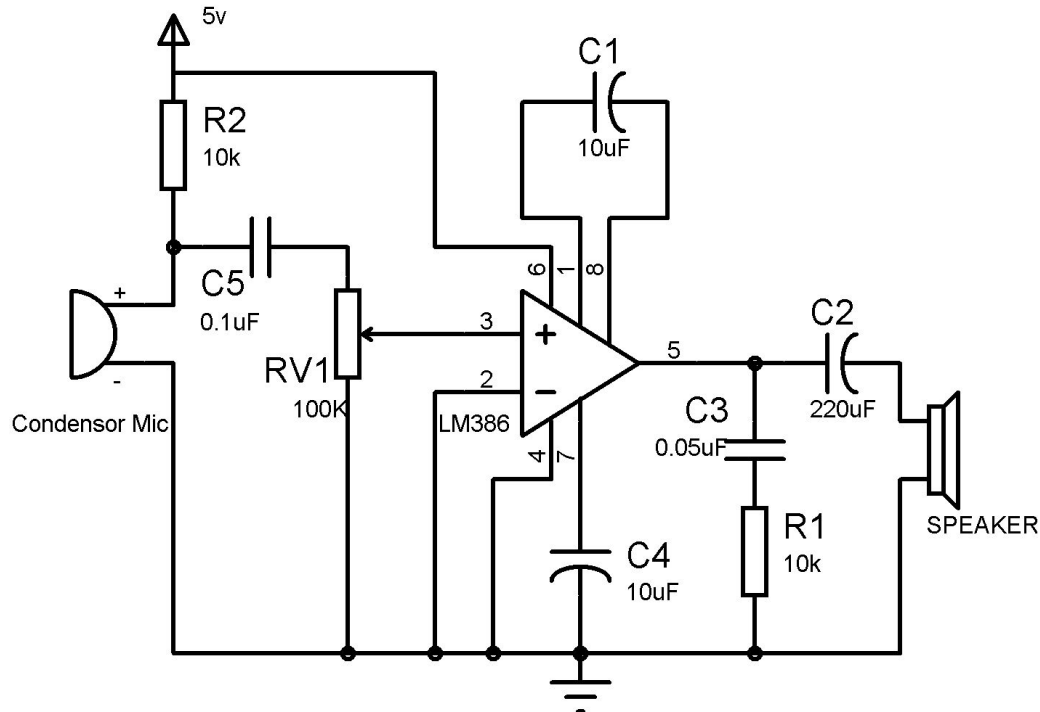 5v
C1
10uF
R2
10k
C5
0.1uF
6
1
8
+
-
Condensor Mic
RV1
100K
3
2
+
-
LM386
4
7
5
C2
220uF
C3
0.05uF
SPEAKER
R1
10k
C4
10uF